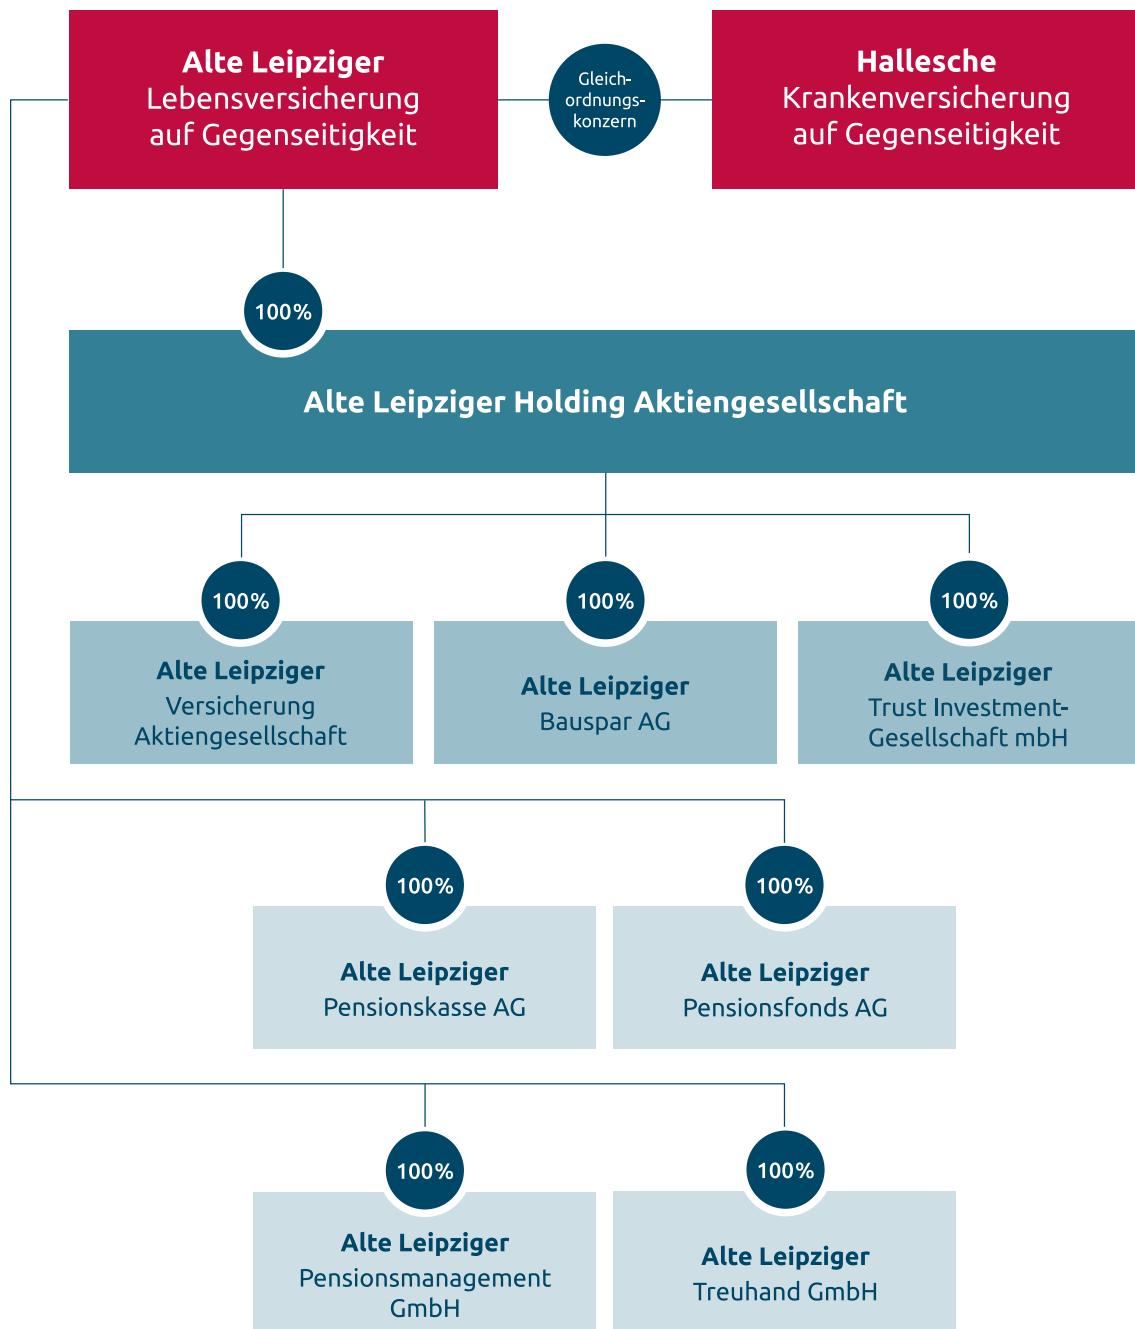 Alte Leipziger
Lebensversicherung
auf Gegenseitigkeit
Gleich-
ordnungs-
konzern
Hallesche
Krankenversicherung
auf Gegenseitigkeit
100%
Alte Leipziger Holding Aktiengesellschaft
100%
Alte Leipziger
Versicherung
Aktiengesellschaft
100%
Alte Leipziger
Bauspar AG
100%
Alte Leipziger
Trust Investment-
Gesellschaft mbH
100%
Alte Leipziger
Pensionskasse AG
100%
Alte Leipziger
Pensionsfonds AG
100%
Alte Leipziger
Pensionsmanagement
GmbH
100%
Alte Leipziger
Treuhand GmbH